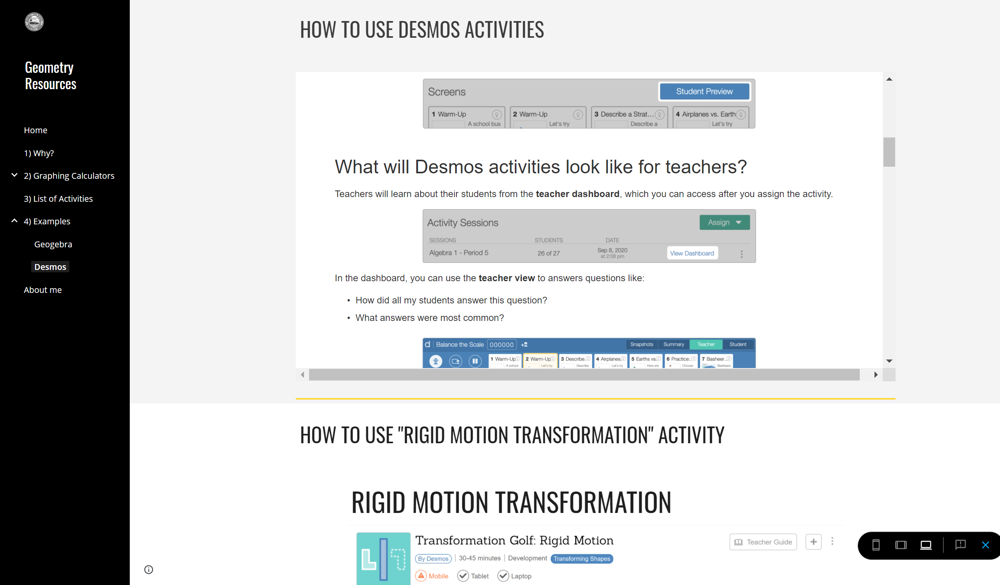 Geometry
Resources
Home
1) Why?
2) Graphing Calculators
3) List of Activities
4) Examples
Geogebra
Desmos
About me
HOW TO USE DESMOS ACTIVITIES
Screens
Student Preview
1 Warm-Up
2 Warm-Up
3 Describe a Strat...
4 Airplanes vs. Earth
A school bus
Let's try
Describe a
Let's try
What will Desmos activities look like for teachers?
Teachers will learn about their students from the teacher dashboard, which you can access after you assign the activity.
Activity Sessions
Assign
SESSIONS STUDENTS DATE
Algebra 1 - Period 5 26 of 27 Sep 8, 2020 View Dashboard
at 2:08 pm
In the dashboard, you can use the teacher view to answers questions like:
• How did all my students answer this question?
• What answers were most common?
d Balance the Scale 000000 Snapshots Summary Teacher Student
1 Warm-Up 2 Warm-Up 3 Describe. 4 Airplanes. 5 Earths vs. 6 Practice:. 7 Basheer..
A school Let's try Describe Let's try Here are Choose Basheera
HOW TO USE "RIGID MOTION TRANSFORMATION" ACTIVITY
RIGID MOTION TRANSFORMATION
Transformation Golf: Rigid Motion
Teacher Guide
By Desmos 30-45 minutes Development Transforming Shapes
Mobile Tablet Laptop